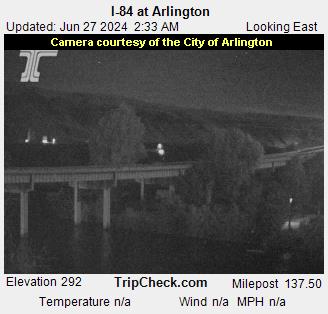 I-84 at Arlington
Updated: Jun 27 2024 2:33 AM Looking East
Camera courtesy of the City of Arlington
Elevation 292 TripCheck.com Milepost 137.50
Temperature n/a Wind n/a MPH n/a